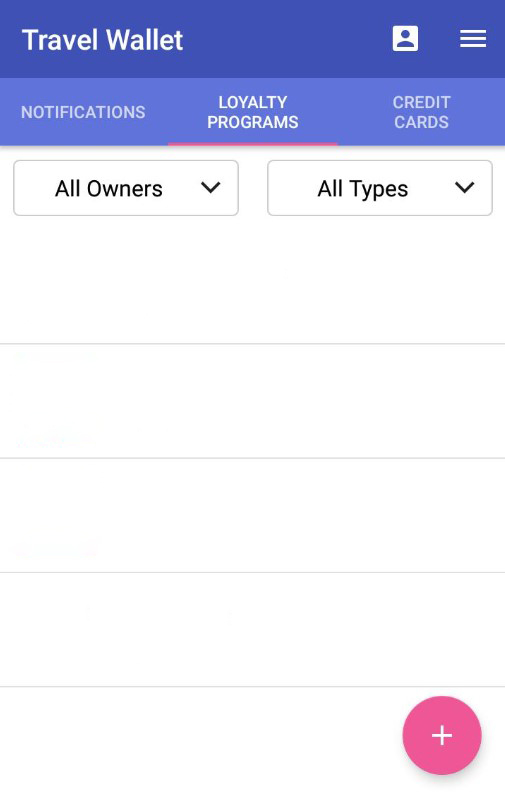 Travel Wallet
NOTIFICATIONS
LOYALTY
PROGRAMS
CREDIT
CARDS
All Owners
All Types